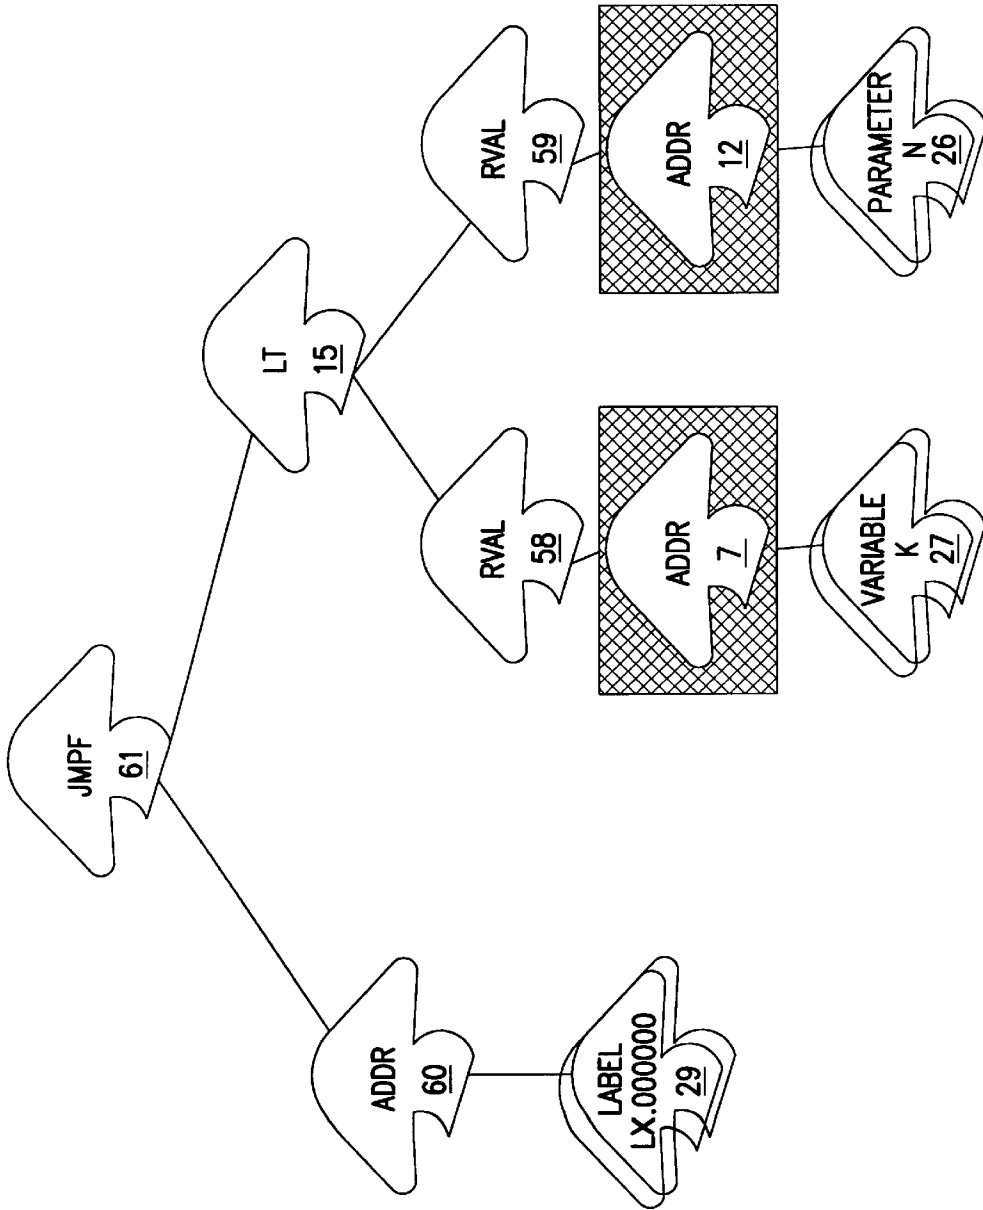 JMPF
61
LT
15
ADDR
60
RVAL
58
RVAL
59
LABEL
LX.000000
29
ADDR
7
ADDR
12
VARIABLE
K
27
PARAMETER
N
26